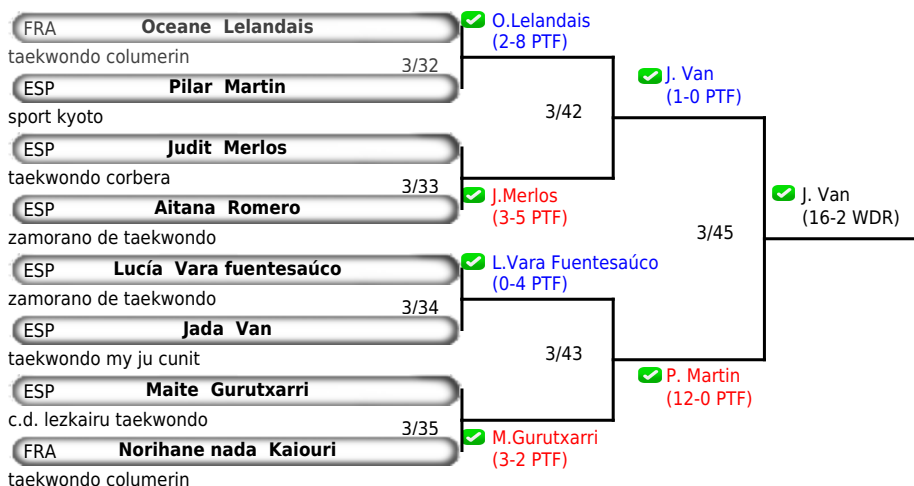 FRA Oceane Lelandais
taekwondo columerin
3/32
ESP Pilar Martin
sport kyoto
ESP Judit Merlos
taekwondo corbera
3/33
ESP Aitana Romero
zamorano de taekwondo
ESP Lucía Vara fuentesaúco
zamorano de taekwondo
3/34
ESP Jada Van
taekwondo my ju cunit
ESP Maite Gurutxarri
c.d. lezkairu taekwondo
3/35
FRA Norihane nada Kaiouri
taekwondo columerin
O.Lelandais
(2-8 PTF)
J.Merlos
(3-5 PTF)
L.Vara Fuentesaúco
(0-4 PTF)
M.Gurutxarri
(3-2 PTF)
3/42
3/43
J. Van
(1-0 PTF)
P. Martin
(12-0 PTF)
3/45
J. Van
(16-2 WDR)